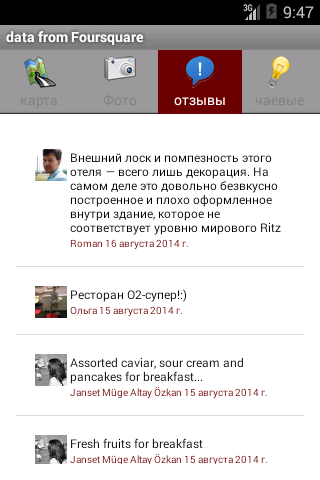 3G 9:47
data from Foursquare
карта Фото отзывы чаевые
Внешний лоск и помпезность этого
отеля — всего лишь декорация. На
самом деле это довольно безвкусно
построенное и плохо оформленное
внутри здание, которое не
соответствует уровню мирового Ritz
Roman 16 августа 2014 г.
Ресторан О2-супер!:)
Ольга 15 августа 2014 г.
Assorted caviar, sour cream and
pancakes for breakfast...
Janset Müge Altay Özkan 15 августа 2014 г.
Fresh fruits for breakfast
Janset Müge Altay Özkan 15 августа 2014 г.